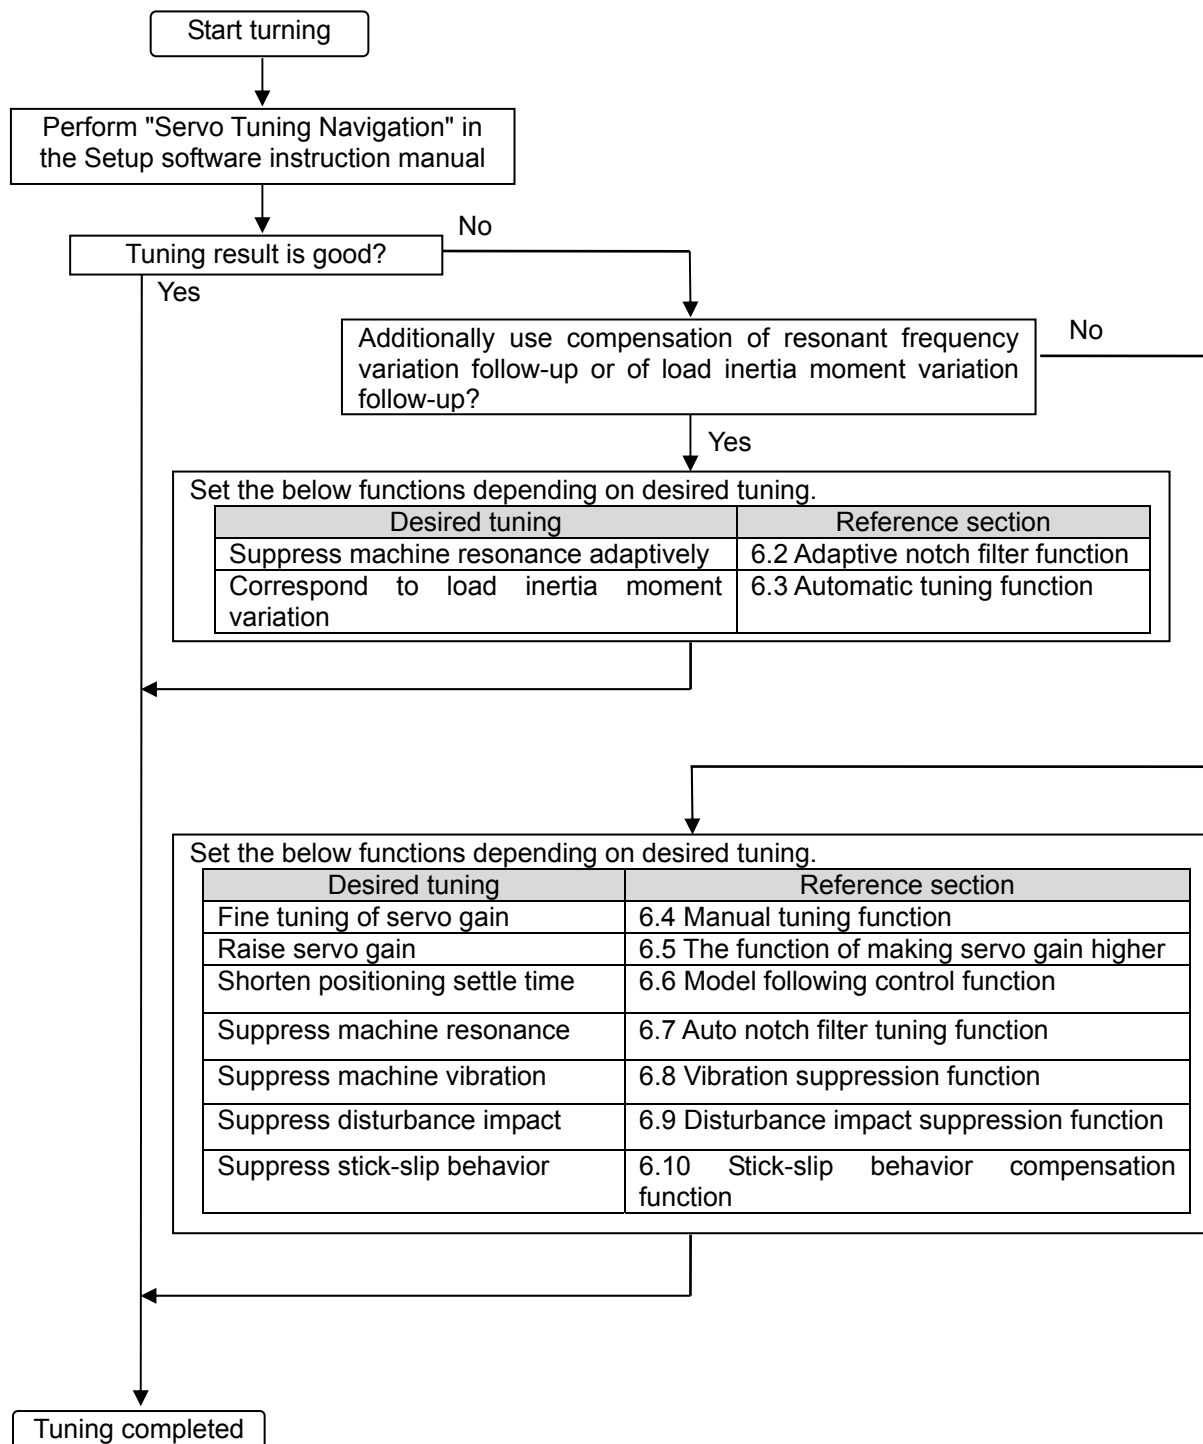 Start turning
Perform "Servo Tuning Navigation" in
the Setup software instruction manual
No
Tuning result is good?
Yes
Additionally use compensation of resonant frequency
variation follow-up or of load inertia moment variation
follow-up?
No
Yes
Set the below functions depending on desired tuning.
Desired tuning
Reference section
Suppress machine resonance adaptively
6.2 Adaptive notch filter function
Correspond to load inertia moment
variation
6.3 Automatic tuning function
Set the below functions depending on desired tuning.
Desired tuning
Reference section
Fine tuning of servo gain
6.4 Manual tuning function
Raise servo gain
6.5 The function of making servo gain higher
Shorten positioning settle time
6.6 Model following control function
Suppress machine resonance
6.7 Auto notch filter tuning function
Suppress machine vibration
6.8 Vibration suppression function
Suppress disturbance impact
6.9 Disturbance impact suppression function
Suppress stick-slip behavior
6.10 Stick-slip behavior compensation
function
Tuning completed